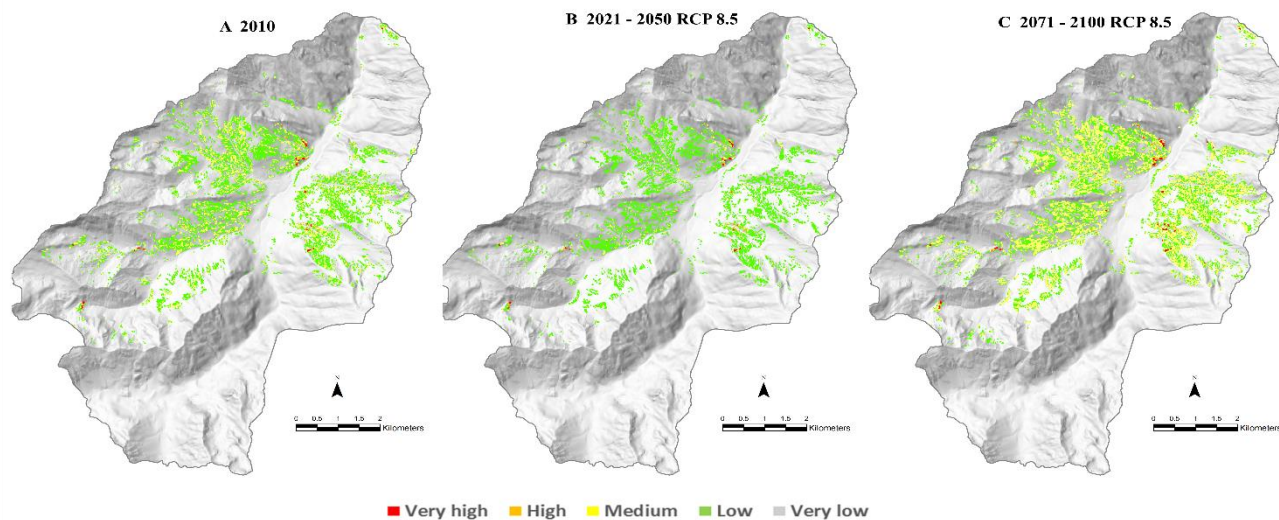 A 2010
B 2021 - 2050 RCP 8.5
C 2071 - 2100 RCP 8.5
N
0 0.5 1 1.5 2
Kilometers
N
0 0.5 1 1.5 2
Kilometers
N
0 0.5 1 1.5 2
Kilometers
Very high High Medium Low Very low